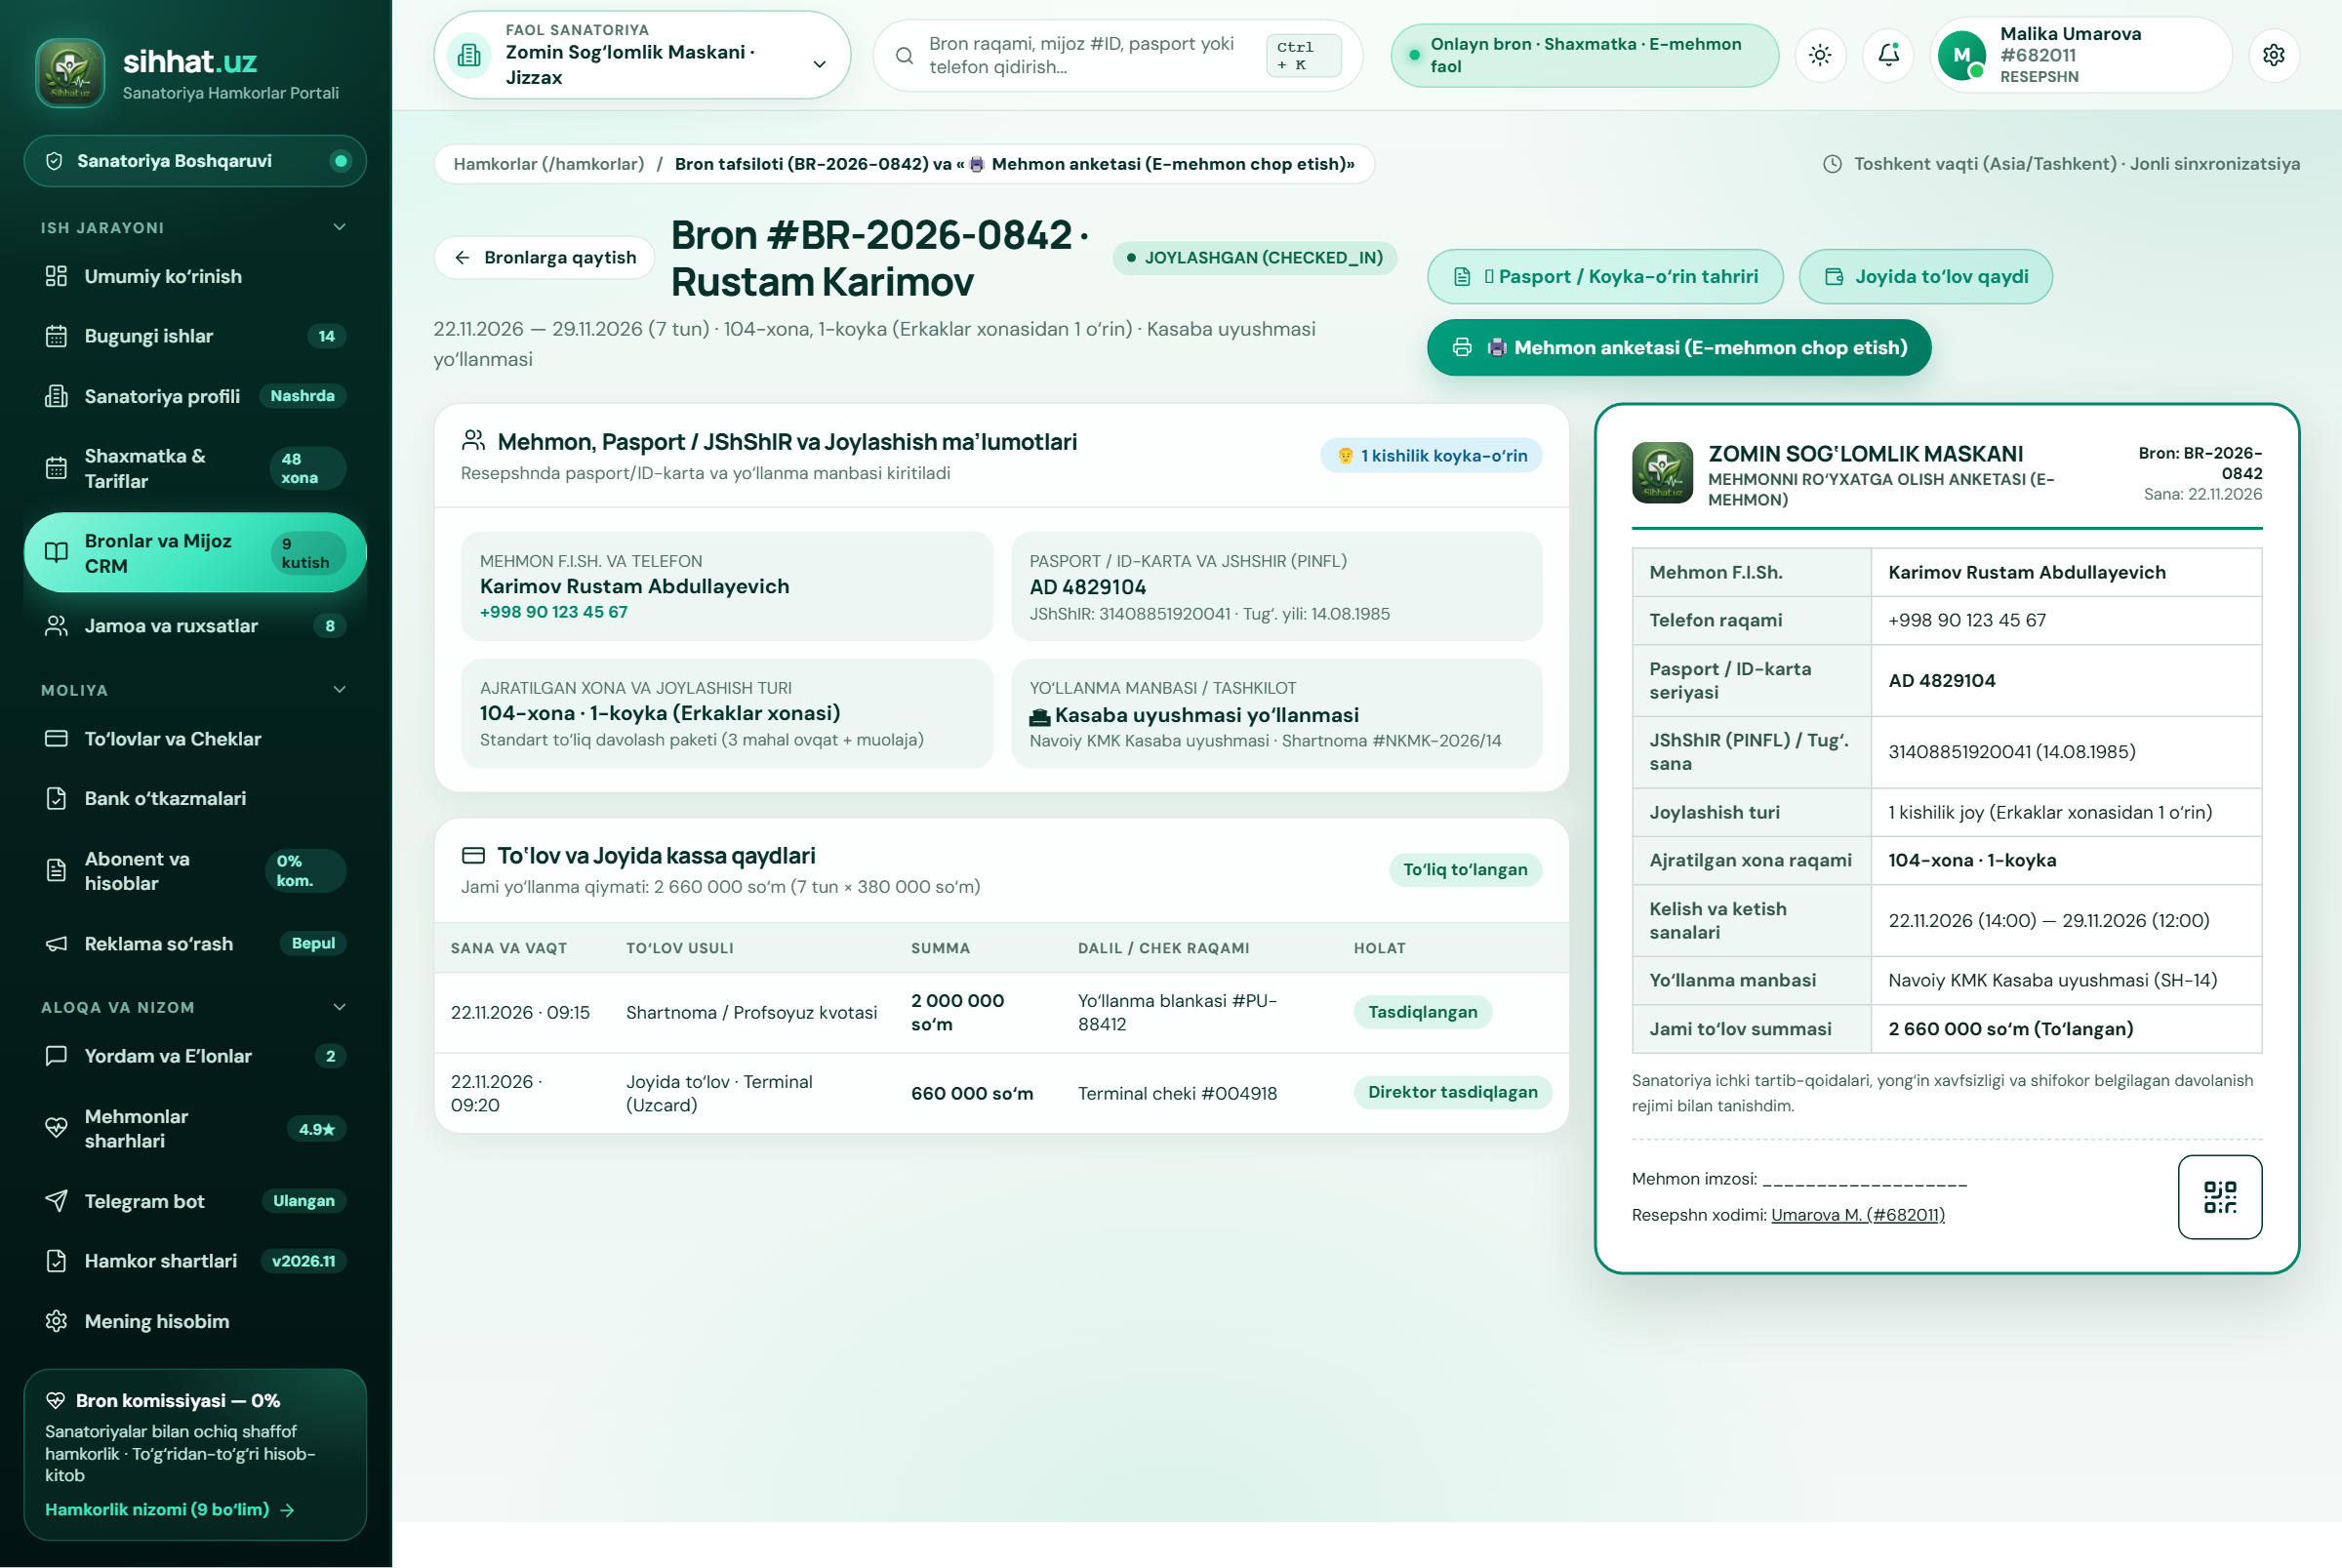 sihhat.uz
Sanatoriya Hamkorlar Portali
Sanatoriya Boshqaruvi
ISH JARAYONI
Umumiy ko‘rinish
Bugungi ishlar 14
Sanatoriya profili Nashrda
Shaxmatka & Tariflar 48 xona
Bronlar va Mijoz CRM 9 kutish
Jamoa va ruxsatlar 8
MOLIYA
To‘lovlar va Cheklar
Bank o‘tkazmalari
Abonent va hisoblar 0% kom.
Reklama so‘rash Bepul
ALOQA VA NIZOM
Yordam va E’lonlar 2
Mehmonlar sharhlari 4.9★
Telegram bot Ulangan
Hamkor shartlari v2026.11
Mening hisobim
Bron komissiyasi — 0%
Sanatoriyalar bilan ochiq shaffof
hamkorlik · To‘g‘ridan-to‘g‘ri hisob-
kitob
Hamkorlik nizomi (9 bo‘lim) →
FAOL SANATORIYA
Zomin Sog‘lomlik Maskani ·
Jizzax
Bron raqami, mijoz #ID, pasport yoki
telefon qidirish...
Ctrl
+ K
Onlayn bron · Shaxmatka · E-mehmon
faol
M
Malika Umarova
#682011
RESEPSHN
Hamkorlar (/hamkorlar) / Bron tafsiloti (BR-2026-0842) va «🖨 Mehmon anketasi (E-mehmon chop etish)»
Toshkent vaqti (Asia/Tashkent) · Jonli sinxronizatsiya
← Bronlarga qaytish
Bron #BR-2026-0842 ·
Rustam Karimov
JOYLASHGAN (CHECKED_IN)
22.11.2026 — 29.11.2026 (7 tun) · 104-xona, 1-koyka (Erkaklar xonasidan 1 o‘rin) · Kasaba uyushmasi
yo‘llanmasi
Pasport / Koyka-o‘rin tahriri
Joyida to‘lov qaydi
🖨 Mehmon anketasi (E-mehmon chop etish)
Mehmon, Pasport / JShShIR va Joylashish ma’lumotlari
Resepshnda pasport/ID-karta va yo‘llanma manbasi kiritiladi
1 kishilik koyka-o‘rin
MEHMON F.I.SH. VA TELEFON
Karimov Rustam Abdullayevich
+998 90 123 45 67
PASPORT / ID-KARTA VA JSHSHIR (PINFL)
AD 4829104
JShShIR: 31408851920041 · Tug‘. yili: 14.08.1985
AJRATILGAN XONA VA JOYLASHISH TURI
104-xona · 1-koyka (Erkaklar xonasi)
Standart to‘liq davolash paketi (3 mahal ovqat + muolaja)
YO‘LLANMA MANBASI / TASHKILOT
Kasaba uyushmasi yo‘llanmasi
Navoiy KMK Kasaba uyushmasi · Shartnoma #NKMK-2026/14
To‘lov va Joyida kassa qaydlari
Jami yo‘llanma qiymati: 2 660 000 so‘m (7 tun × 380 000 so‘m)
To‘liq to‘langan
SANA VA VAQT TO‘LOV USULI SUMMA DALIL / CHEK RAQAMI HOLAT
22.11.2026 · 09:15 Shartnoma / Profsoyuz kvotasi 2 000 000 so‘m Yo‘llanma blankasi #PU-88412 Tasdiqlangan
22.11.2026 · 09:20 Joyida to‘lov · Terminal (Uzcard) 660 000 so‘m Terminal cheki #004918 Direktor tasdiqlagan
Sihhat.uz
ZOMIN SOG‘LOMLIK MASKANI
MEHMONNI RO‘YXATGA OLISH ANKETASI (E-
MEHMON)
Bron: BR-2026-
0842
Sana: 22.11.2026
Mehmon F.I.Sh. Karimov Rustam Abdullayevich
Telefon raqami +998 90 123 45 67
Pasport / ID-karta seriyasi AD 4829104
JShShIR (PINFL) / Tug‘. sana 31408851920041 (14.08.1985)
Joylashish turi 1 kishilik joy (Erkaklar xonasidan 1 o‘rin)
Ajratilgan xona raqami 104-xona · 1-koyka
Kelish va ketish sanalari 22.11.2026 (14:00) — 29.11.2026 (12:00)
Yo‘llanma manbasi Navoiy KMK Kasaba uyushmasi (SH-14)
Jami to‘lov summasi 2 660 000 so‘m (To‘langan)
Sanatoriya ichki tartib-qoidalari, yong‘in xavfsizligi va shifokor belgilagan davolanish
rejimi bilan tanishdim.
Mehmon imzosi: ___________________
Resepshn xodimi: Umarova M. (#682011)